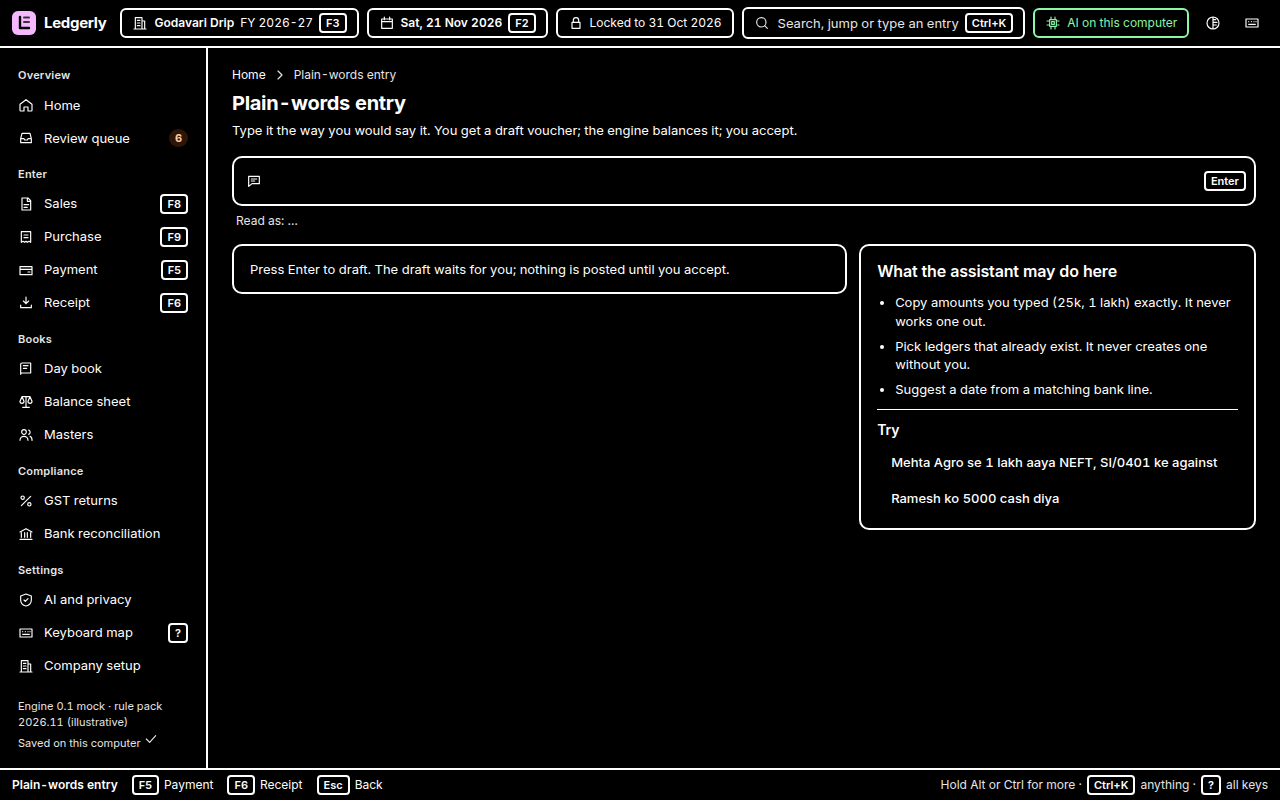 Ledgerly
Godavari Drip FY 2026-27 F3
Sat, 21 Nov 2026 F2
Locked to 31 Oct 2026
Search, jump or type an entry Ctrl+K
AI on this computer
Overview
Home
Review queue 6
Enter
Sales F8
Purchase F9
Payment F5
Receipt F6
Books
Day book
Balance sheet
Masters
Compliance
GST returns
Bank reconciliation
Settings
AI and privacy
Keyboard map ?
Company setup
Engine 0.1 mock · rule pack
2026.11 (illustrative)
Saved on this computer
Home > Plain-words entry
Plain-words entry
Type it the way you would say it. You get a draft voucher; the engine balances it; you accept.
Enter
Read as: ...
Press Enter to draft. The draft waits for you; nothing is posted until you accept.
What the assistant may do here
• Copy amounts you typed (25k, 1 lakh) exactly. It never
works one out.
• Pick ledgers that already exist. It never creates one
without you.
• Suggest a date from a matching bank line.
Try
Mehta Agro se 1 lakh aaya NEFT, SI/0401 ke against
Ramesh ko 5000 cash diya
Plain-words entry F5 Payment F6 Receipt Esc Back
Hold Alt or Ctrl for more · Ctrl+K anything · ? all keys